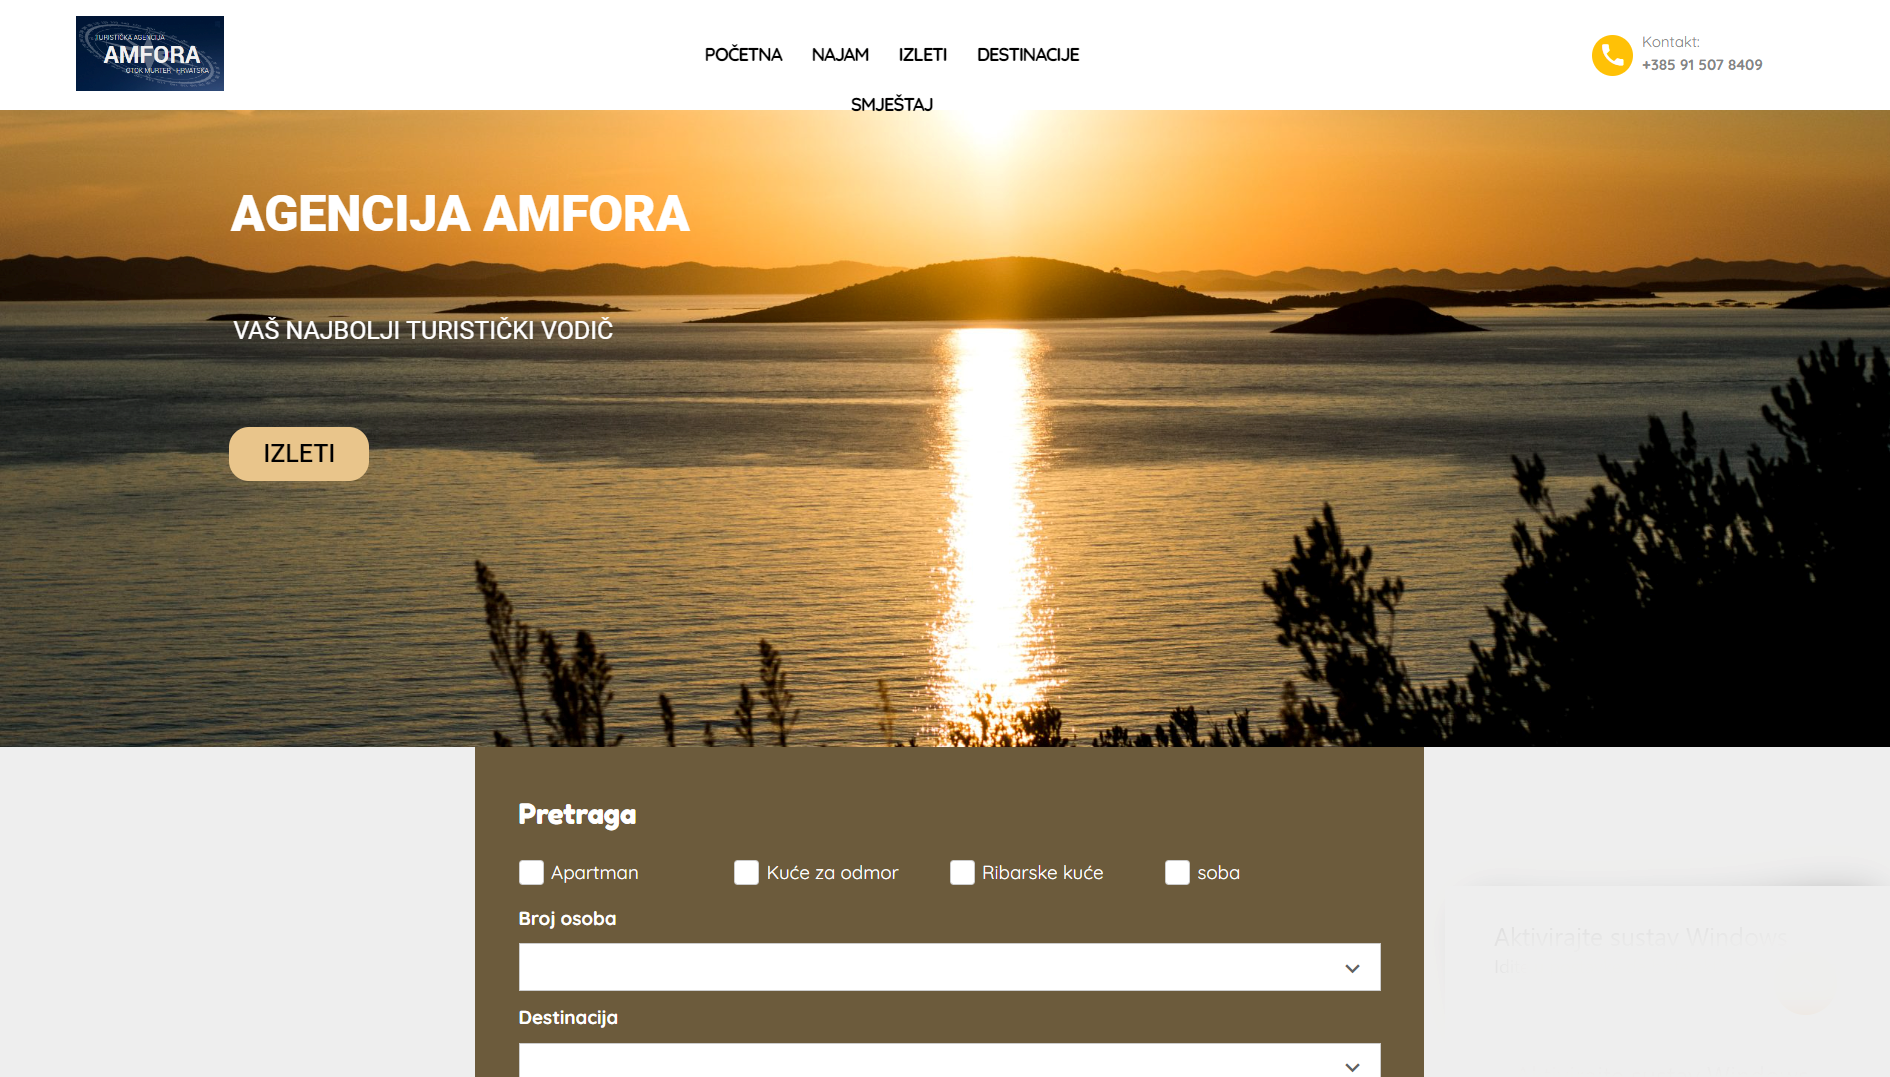 TURISTIČKA AGENCIJA
AMFORA
OTOK MURTER - HRVATSKA
POČETNA NAJAM IZLETI DESTINACIJE
SMJEŠTAJ
Kontakt:
+385 91 507 8409
AGENCIJA AMFORA
VAŠ NAJBOLJI TURISTIČKI VODIČ
IZLETI
Pretraga
Apartman Kuće za odmor Ribarske kuće soba
Broj osoba
Destinacija
Aktivirajte sustav Windows